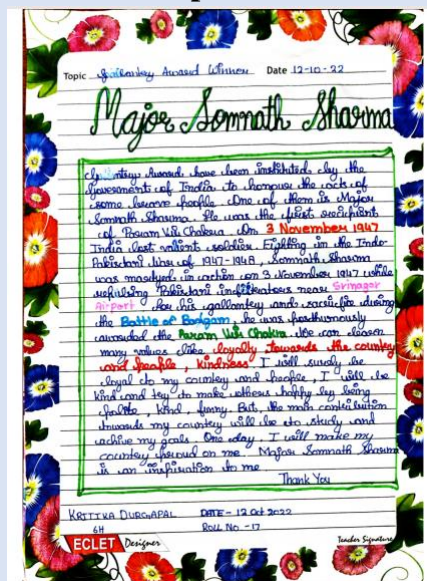 Topic Gallantry Award Winner Date 12-10-22
Major Somnath Sharma
Gallantry Award have been instituted by the
Government of India to honour the acts of
some brave people One of them is Major
Somnath Sharma. He was the first recipient
of Param Vir Chakra On 3 November 1947
India lost valient soldier Fighting in the Indo-
Pakistani War of 1947-1948, Somnath Sharma
was martyed in action on 3 November 1947 while
repulsing Pakistani infiltrators near Srinagar
Airport For his gallantry and sacrifice during
the Battle of Badgam, he was posthumously
awarded the Param Vir Chakra. We can learn
many values like loyalty towards the country
and people, kindness. I will surely be
loyal to my country and people, I will be
kind and try to make others happy by being
polite, kind, funny. But, the main contribution
towards my country will be to study and
achive my goals. One day I will make my
country proud on me. Major Somnath Sharma
is an inspiration to me.
Thank You
KRITIKA DURGAPAL DATE - 12 Oct 2022
6H ROLL NO - 17
ECLET Designer Teacher Signature